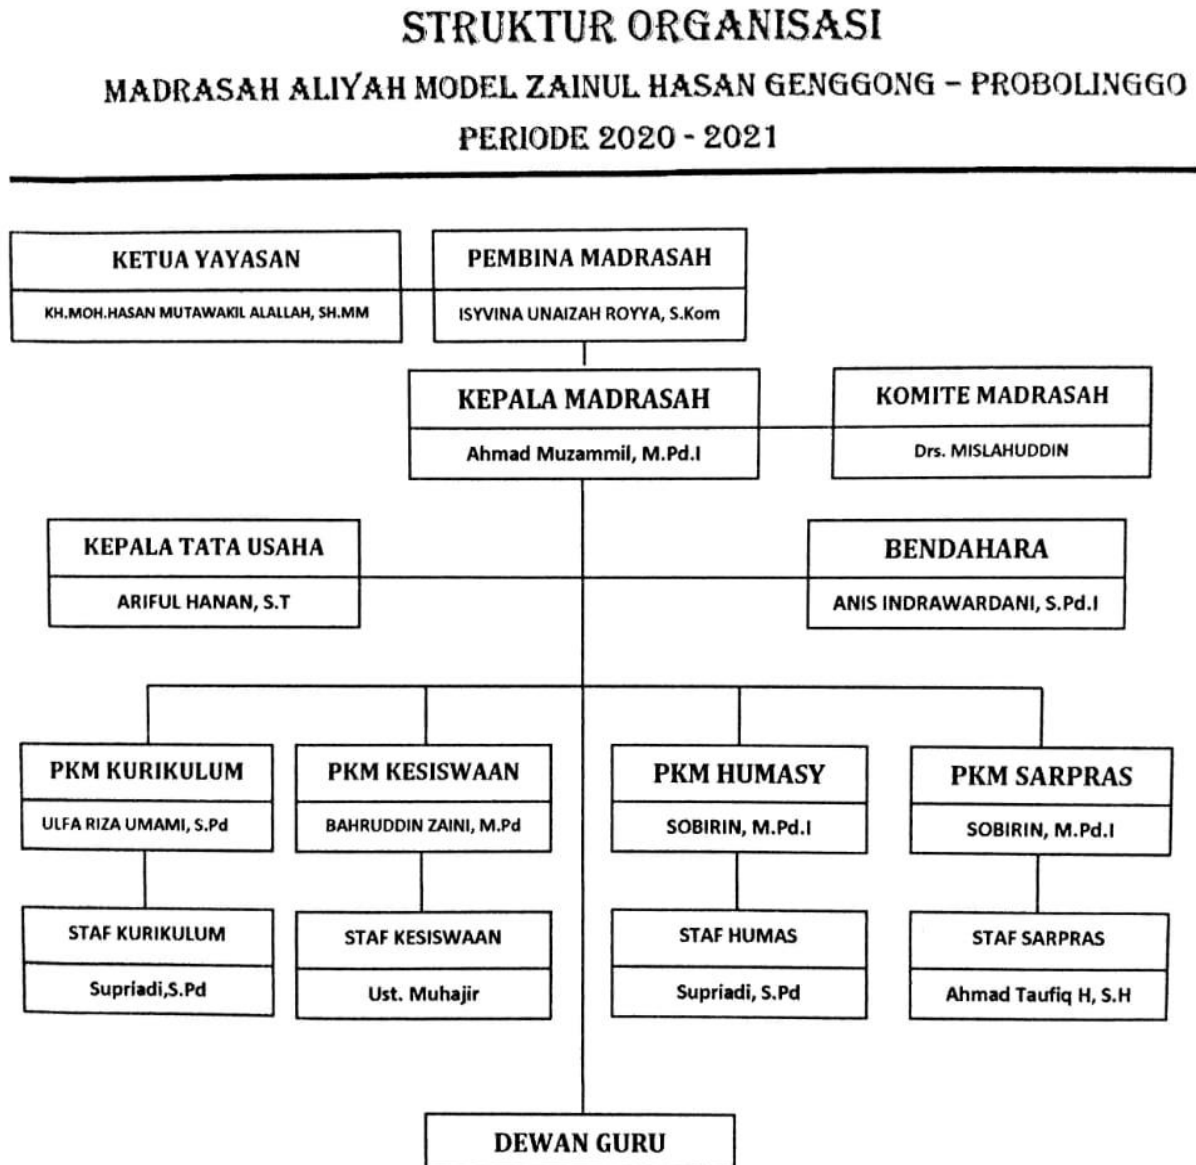 STRUKTUR ORGANISASI
MADRASAH ALIYAH MODEL ZAINUL HASAN GENGGONG – PROBOLINGGO
PERIODE 2020 - 2021
KETUA YAYASAN
KH.MOH.HASAN MUTAWAKIL ALALLAH, SH.MM
PEMBINA MADRASAH
ISYVINA UNAIZAH ROYYA, S.Kom
KEPALA MADRASAH
Ahmad Muzammil, M.Pd.I
KOMITE MADRASAH
Drs. MISLAHUDDIN
KEPALA TATA USAHA
ARIFUL HANAN, S.T
BENDAHARA
ANIS INDRAWARDANI, S.Pd.I
PKM KURIKULUM
ULFA RIZA UMAMI, S.Pd
PKM KESISWAAN
BAHRUDDIN ZAINI, M.Pd
PKM HUMASY
SOBIRIN, M.Pd.I
PKM SARPRAS
SOBIRIN, M.Pd.I
STAF KURIKULUM
Supriadi,S.Pd
STAF KESISWAAN
Ust. Muhajir
STAF HUMAS
Supriadi, S.Pd
STAF SARPRAS
Ahmad Taufiq H, S.H
DEWAN GURU